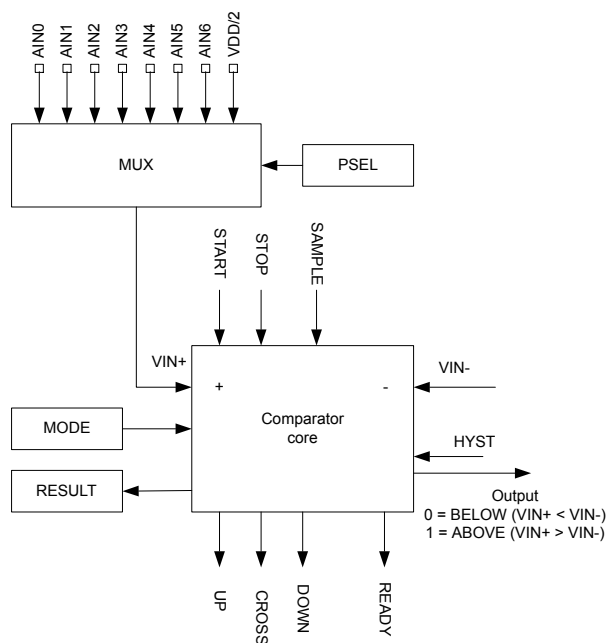 AIN0
AIN1
AIN2
AIN3
AIN4
AIN5
AIN6
VDD/2
MUX
PSEL
START
STOP
SAMPLE
VIN+
VIN-
+
-
MODE
Comparator
core
HYST
RESULT
Output
0 = BELOW (VIN+ < VIN-)
1 = ABOVE (VIN+ > VIN-)
UP
CROSS
DOWN
READY